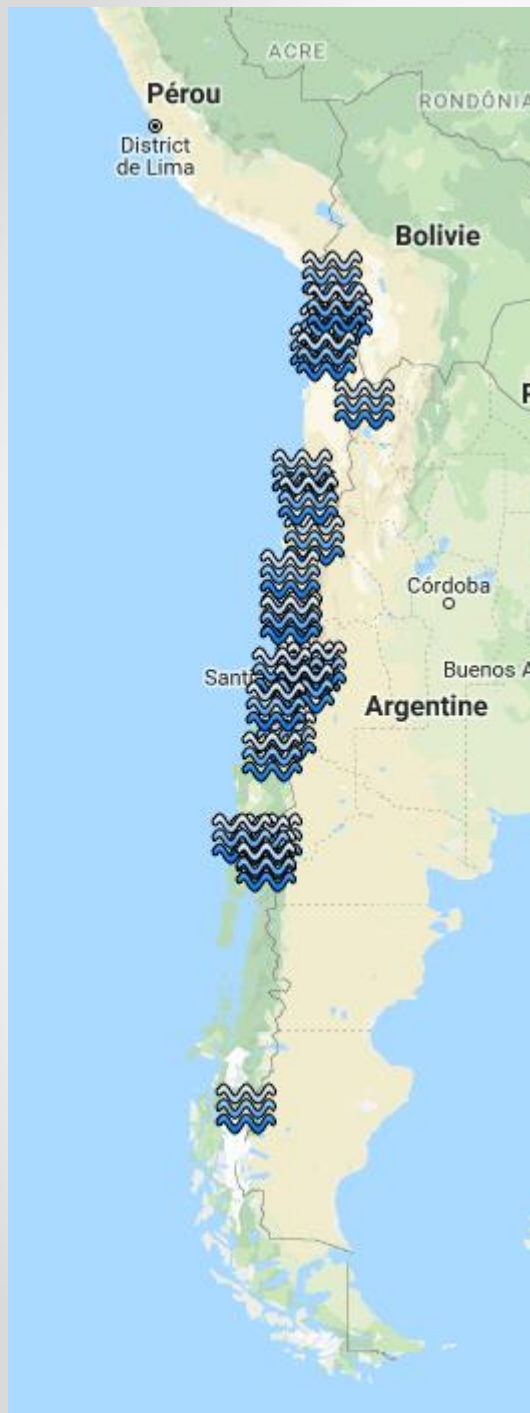 ACRE
Pérou
RONDÔNIA
District
de Lima
Bolivie
Córdoba
Santi
Buenos A
Argentine